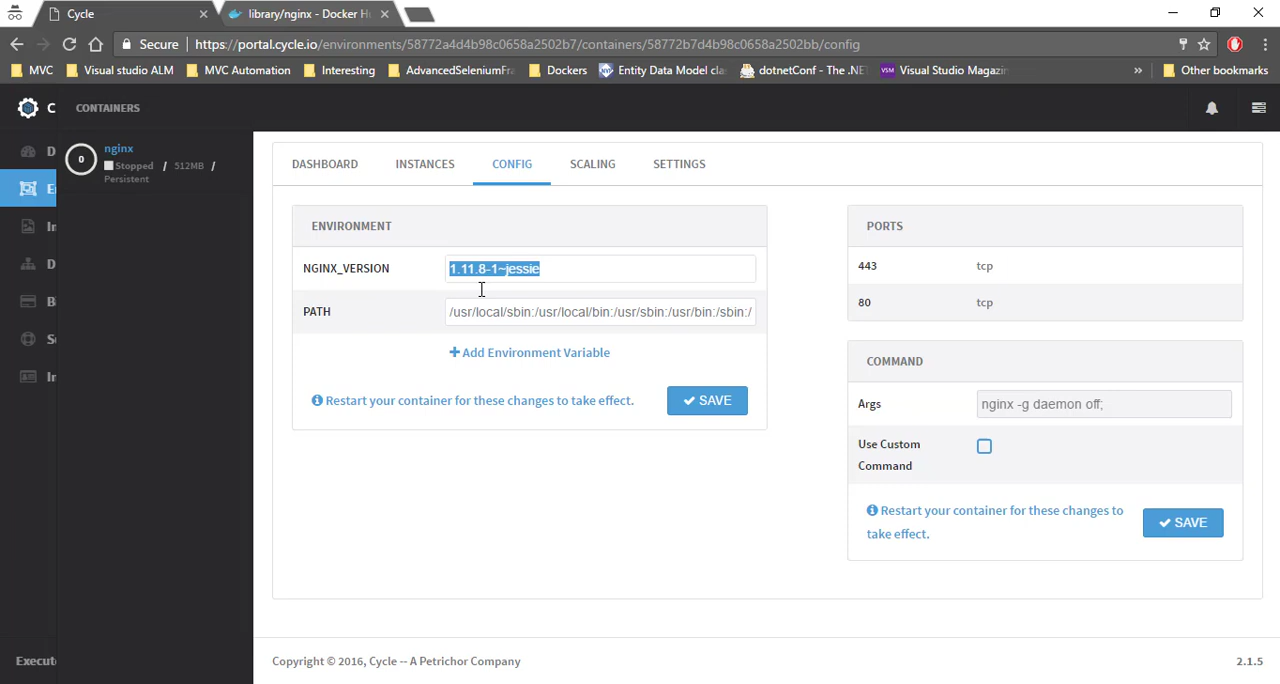 Cycle
library/nginx - Docker H
Secure
https://portal.cycle.io/environments/58772a4d4b98c0658a2502b7/containers/58772b7d4b98c0658a2502bb/config
MVC
Visual studio ALM
MVC Automation
Interesting
AdvancedSeleniumFra
Dockers
Entity Data Model cla
dotnetConf - The .NE
VSM
Visual Studio Magazin
»
Other bookmarks
C
CONTAINERS
D
E
I
D
B
S
I
Execut
0
nginx
Stopped / 512MB /
Persistent
DASHBOARD
INSTANCES
CONFIG
SCALING
SETTINGS
ENVIRONMENT
NGINX_VERSION
1.11.8-1~jessie
PATH
/usr/local/sbin:/usr/local/bin:/usr/sbin:/usr/bin:/sbin:/
Add Environment Variable
Restart your container for these changes to take effect.
SAVE
PORTS
443
tcp
80
tcp
COMMAND
Args
nginx -g daemon off;
Use Custom
Command
Restart your container for these changes to
take effect.
SAVE
Copyright © 2016, Cycle -- A Petrichor Company
2.1.5